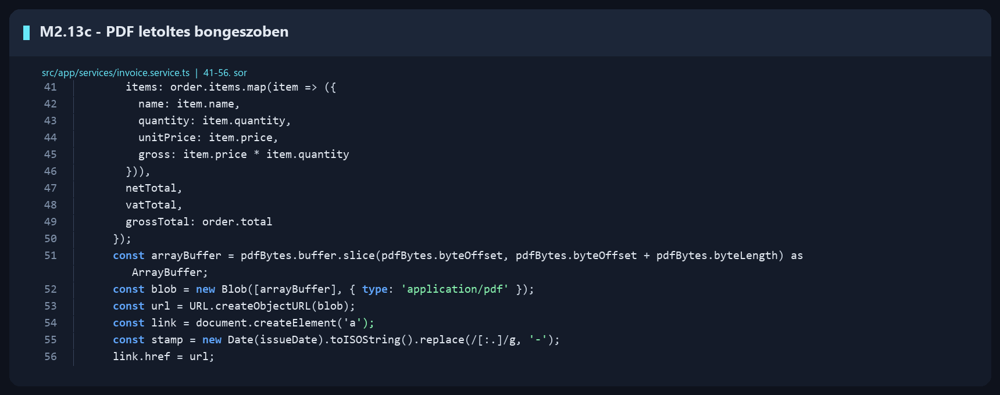 M2.13c - PDF letoltes bongeszoben
src/app/services/invoice.service.ts | 41-56. sor
41 items: order.items.map(item => ({
42 name: item.name,
43 quantity: item.quantity,
44 unitPrice: item.price,
45 gross: item.price * item.quantity
46 })),
47 netTotal,
48 vatTotal,
49 grossTotal: order.total
50 });
51 const arrayBuffer = pdfBytes.buffer.slice(pdfBytes.byteOffset, pdfBytes.byteOffset + pdfBytes.byteLength) as
ArrayBuffer;
52 const blob = new Blob([arrayBuffer], { type: 'application/pdf' });
53 const url = URL.createObjectURL(blob);
54 const link = document.createElement('a');
55 const stamp = new Date(issueDate).toISOString().replace(/[:.]/g, '-');
56 link.href = url;